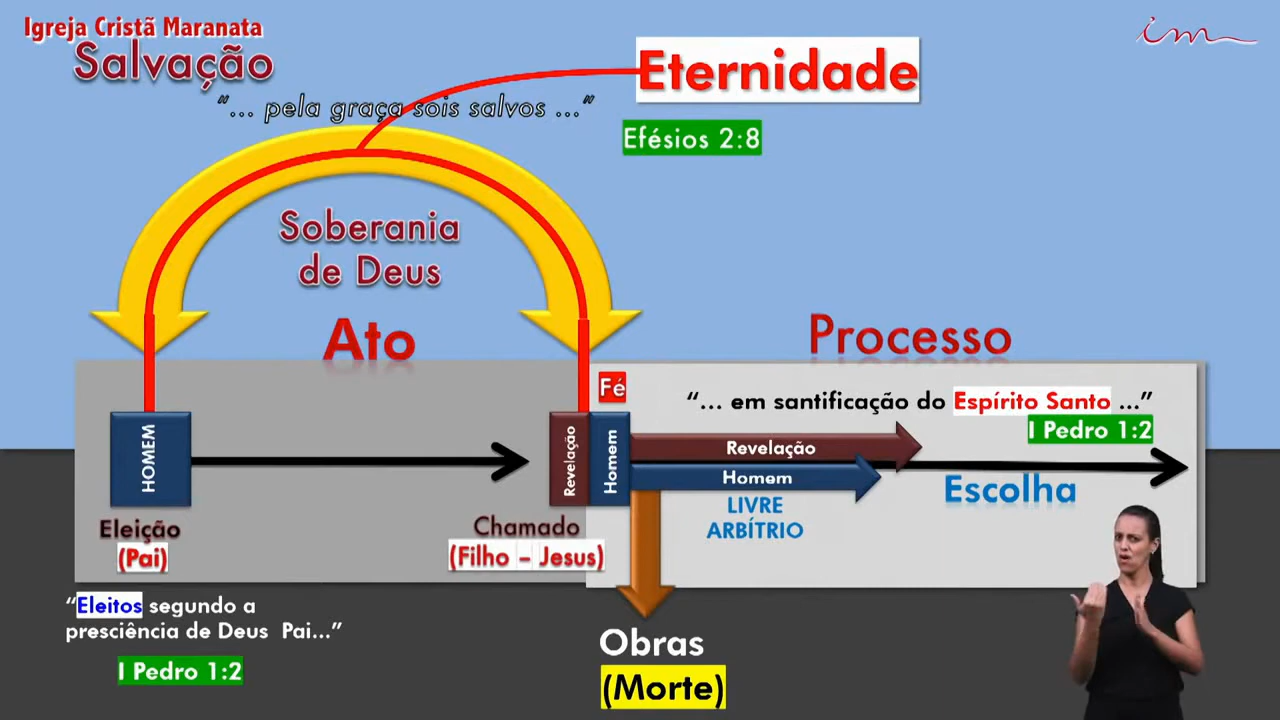 Igreja Cristã Maranata
Salvação
"... pela graça sois salvos ..."
Eternidade
Efésios 2:8
Soberania
de Deus
Ato
Processo
Fé
"... em santificação do Espírito Santo ..."
I Pedro 1:2
HOMEM
Revelação
Homem
Revelação
Homem
LIVRE
ARBÍTRIO
Escolha
Eleição
(Pai)
Chamado
(Filho – Jesus)
"Eleitos segundo a
presciência de Deus Pai..."
I Pedro 1:2
Obras
(Morte)
im